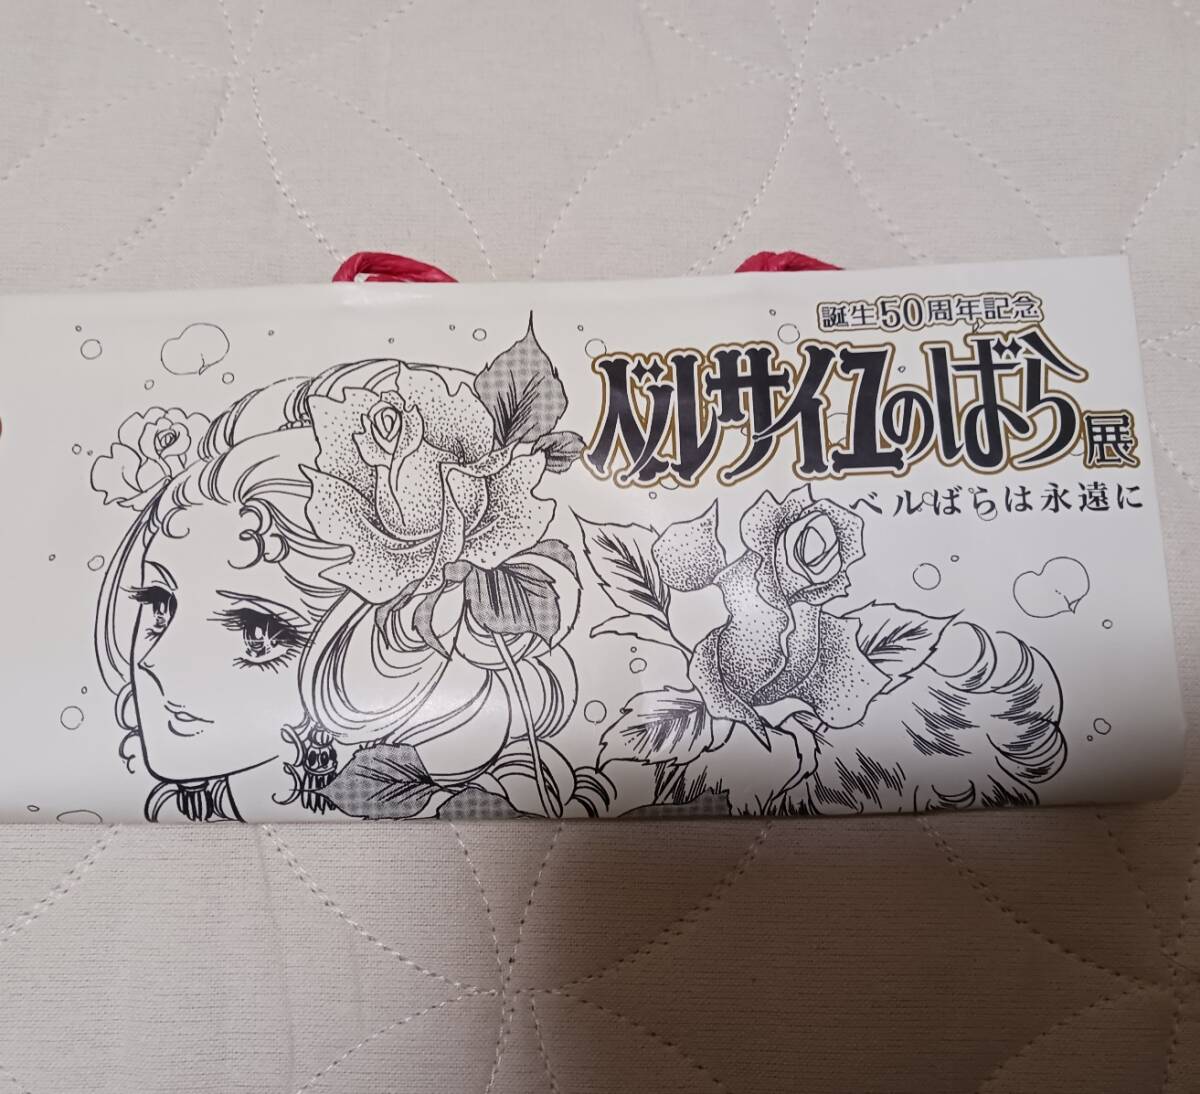 誕生50周年記念
ベルサイユのばら展
ベルばらは永遠に